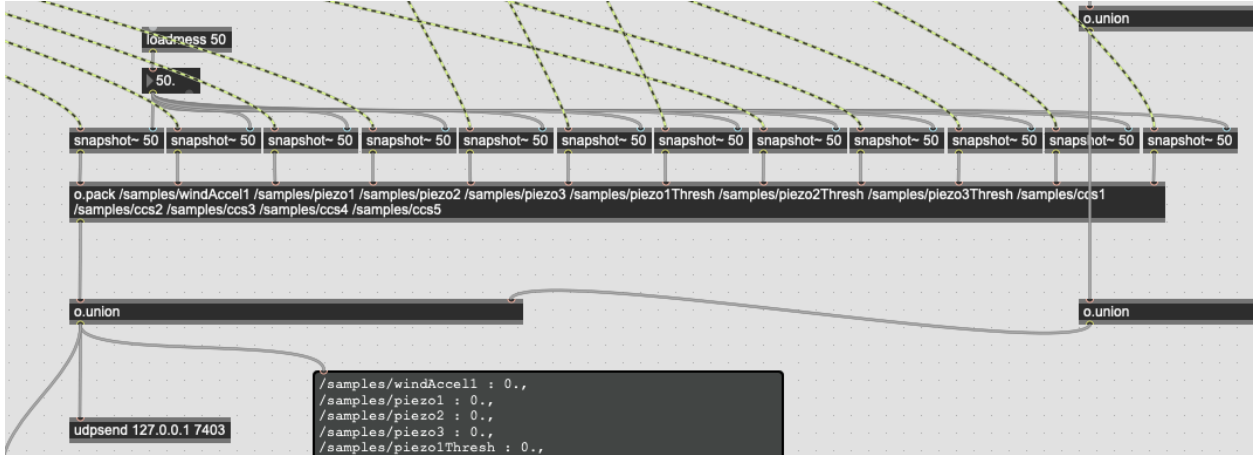 o.union
loadmess 50
50.
snapshot~ 50 snapshot~ 50 snapshot~ 50 snapshot~ 50 snapshot~ 50 snapshot~ 50 snapshot~ 50 snapshot~ 50 snapshot~ 50 snapshot~ 50 snapshot~ 50 snapshot~ 50
o.pack /samples/windAccel1 /samples/piezo1 /samples/piezo2 /samples/piezo3 /samples/piezo1Thresh /samples/piezo2Thresh /samples/piezo3Thresh /samples/ccs1
/samples/ccs2 /samples/ccs3 /samples/ccs4 /samples/ccs5
o.union
o.union
/samples/windAccel1 : 0.,
/samples/piezo1 : 0.,
/samples/piezo2 : 0.,
/samples/piezo3 : 0.,
/samples/piezo1Thresh : 0.,
udpsend 127.0.0.1 7403